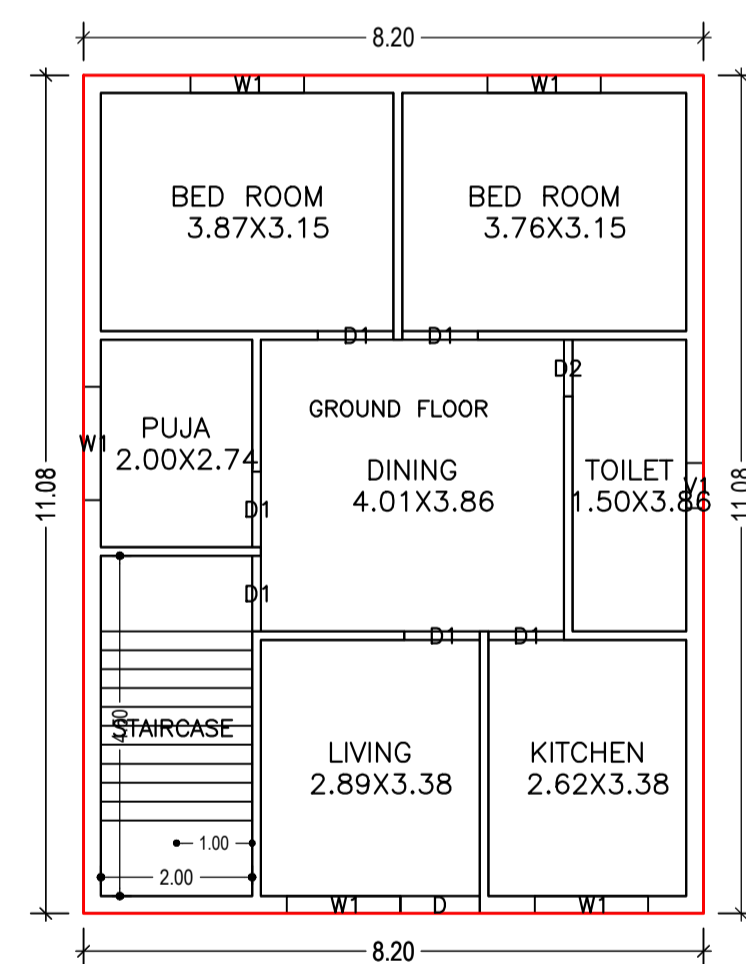 8.20
W1
W1
BED ROOM
3.87X3.15
BED ROOM
3.76X3.15
D1
D1
D2
GROUND FLOOR
PUJA
2.00X2.74
W1
DINING
4.01X3.86
TOILET
1.50X3.86
V1
11.08
11.08
D1
D1
D1
D1
STAIRCASE
4.50
LIVING
2.89X3.38
KITCHEN
2.62X3.38
1.00
2.00
W1
D
W1
8.20